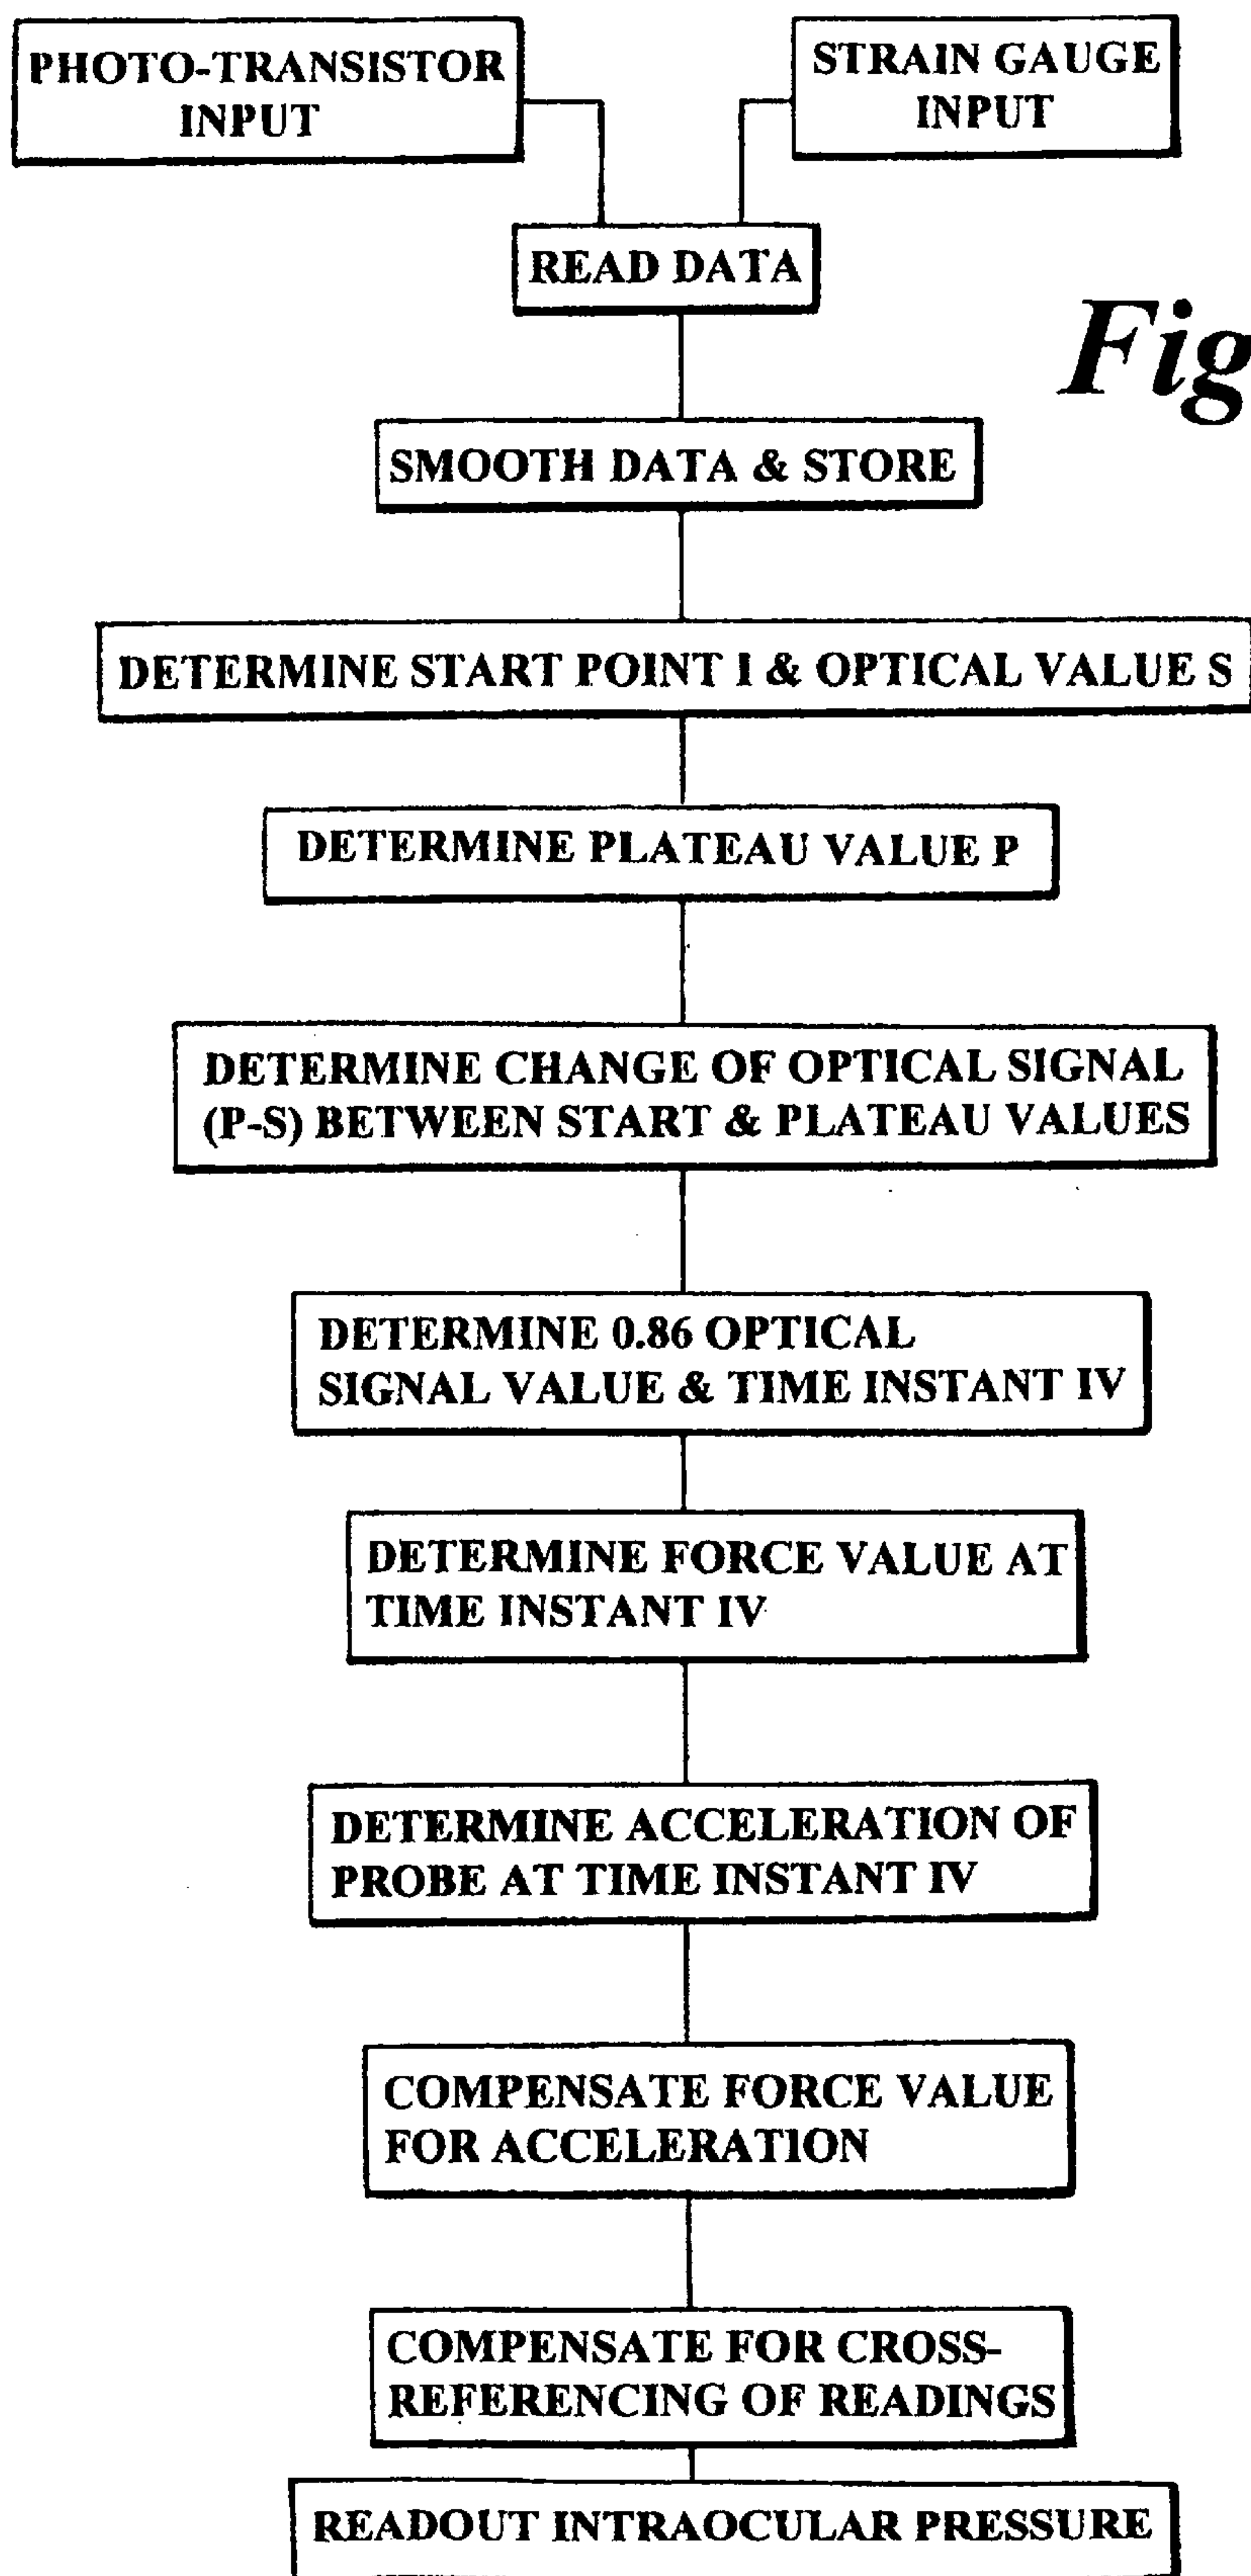 PHOTO-TRANSISTOR
INPUT
STRAIN GAUGE
INPUT
READ DATA
Fig
SMOOTH DATA & STORE
DETERMINE START POINT I & OPTICAL VALUE S
DETERMINE PLATEAU VALUE P
DETERMINE CHANGE OF OPTICAL SIGNAL
(P-S) BETWEEN START & PLATEAU VALUES
DETERMINE 0.86 OPTICAL
SIGNAL VALUE & TIME INSTANT IV
DETERMINE FORCE VALUE AT
TIME INSTANT IV
DETERMINE ACCELERATION OF
PROBE AT TIME INSTANT IV
COMPENSATE FORCE VALUE
FOR ACCELERATION
COMPENSATE FOR CROSS-
REFERENCING OF READINGS
READOUT INTRAOCULAR PRESSURE